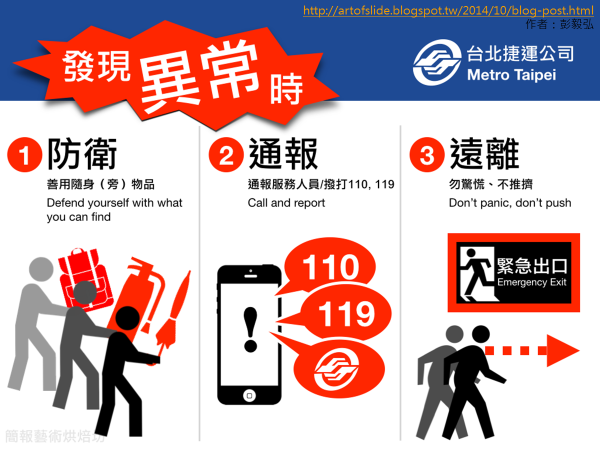 http://artofslide.blogspot.tw/2014/10/blog-post.html
作者：彭毅弘
發現異常時
台北捷運公司
Metro Taipei
1 防衛
善用隨身（旁）物品
Defend yourself with what
you can find
2 通報
通報服務人員/撥打110, 119
Call and report
110
119
!
3 遠離
勿驚慌、不推擠
Don't panic, don't push
緊急出口
Emergency Exit
簡報藝術烘焙坊